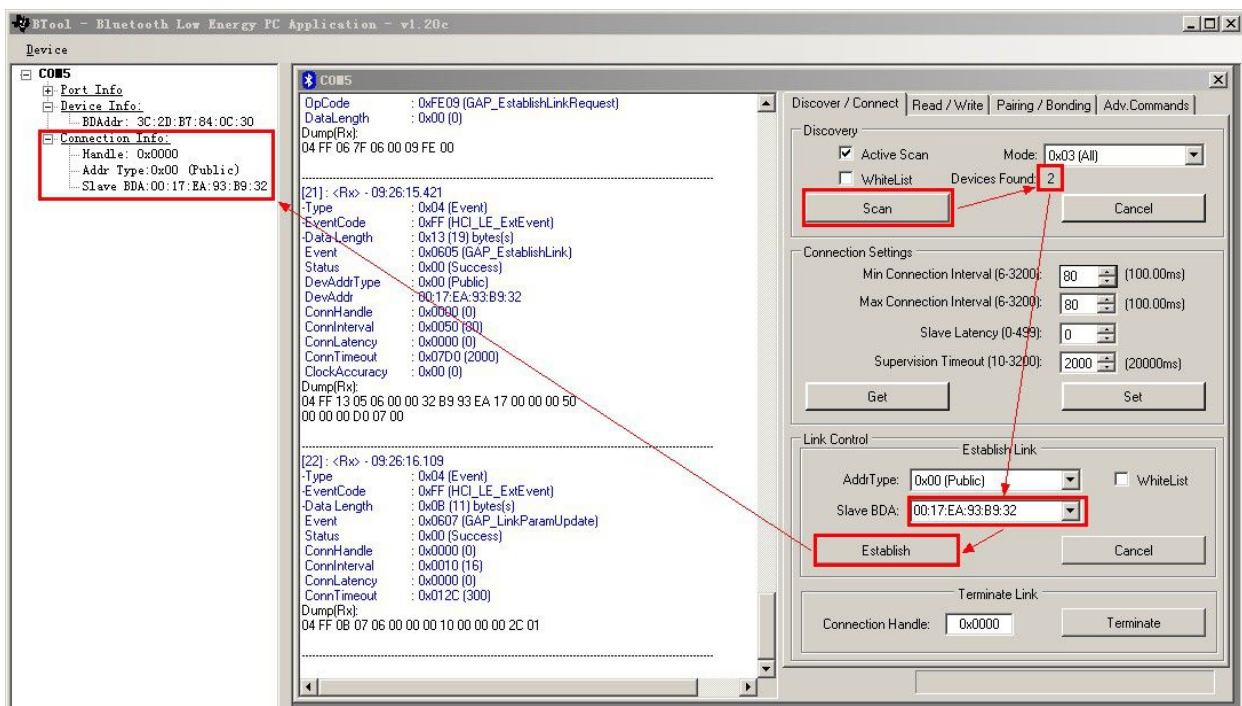 BTool - Bluetooth Low Energy PC Application - v1.20c
Device
COM5
Port Info
Device Info:
BDAddr: 3C:2D:B7:84:0C:30
Connection Info:
Handle: 0x0000
Addr Type:0x00 (Public)
Slave BDA:00:17:EA:93:B9:32
COM5
OpCode : 0xFE09 (GAP_EstablishLinkRequest)
DataLength : 0x00 (0)
Dump(Rx):
04 FF 06 7F 06 00 09 FE 00
[21] : <Rx> - 09:26:15.421
-Type : 0x04 (Event)
-EventCode : 0xFF (HCI_LE_ExtEvent)
-Data Length : 0x13 (19) bytes(s)
Event : 0x0605 (GAP_EstablishLink)
Status : 0x00 (Success)
DevAddrType : 0x00 (Public)
DevAddr : 00:17:EA:93:B9:32
ConnHandle : 0x0000 (0)
ConnInterval : 0x0050 (80)
ConnLatency : 0x0000 (0)
ConnTimeout : 0x07D0 (2000)
ClockAccuracy : 0x00 (0)
Dump(Rx):
04 FF 13 05 06 00 00 32 B9 93 EA 17 00 00 00 50
00 00 00 D0 07 00
[22] : <Rx> - 09:26:16.109
-Type : 0x04 (Event)
-EventCode : 0xFF (HCI_LE_ExtEvent)
-Data Length : 0x0B (11) bytes(s)
Event : 0x0607 (GAP_LinkParamUpdate)
Status : 0x00 (Success)
ConnHandle : 0x0000 (0)
ConnInterval : 0x0010 (16)
ConnLatency : 0x0000 (0)
ConnTimeout : 0x012C (300)
Dump(Rx):
04 FF 0B 07 06 00 00 00 10 00 00 00 2C 01
Discover / Connect Read / Write Pairing / Bonding Adv.Commands
Discovery
Active Scan Mode: 0x03 (All)
WhiteList Devices Found: 2
Scan Cancel
Connection Settings
Min Connection Interval (6-3200): 80 (100.00ms)
Max Connection Interval (6-3200): 80 (100.00ms)
Slave Latency (0-499): 0
Supervision Timeout (10-3200): 2000 (20000ms)
Get Set
Link Control
Establish Link
AddrType: 0x00 (Public) WhiteList
Slave BDA: 00:17:EA:93:B9:32
Establish Cancel
Terminate Link
Connection Handle: 0x0000 Terminate